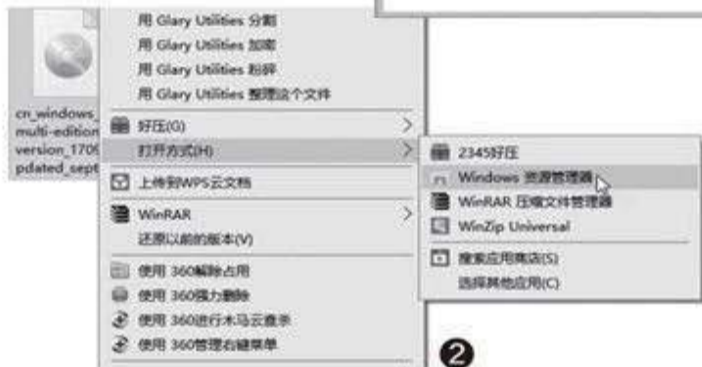 用 Glary Utilities 分割
用 Glary Utilities 加密
用 Glary Utilities 粉碎
用 Glary Utilities 整理这个文件
cn_windows_
multi-edition
version_1709
pdated_sept
好压(G)
打开方式(H)
上传到WPS云文档
WinRAR
还原以前的版本(V)
使用 360解除占用
使用 360强力删除
使用 360进行木马云查杀
使用 360管理右键菜单
2345好压
Windows 资源管理器
WinRAR 压缩文件管理器
WinZip Universal
搜索应用商店(S)
选择其他应用(C)
2